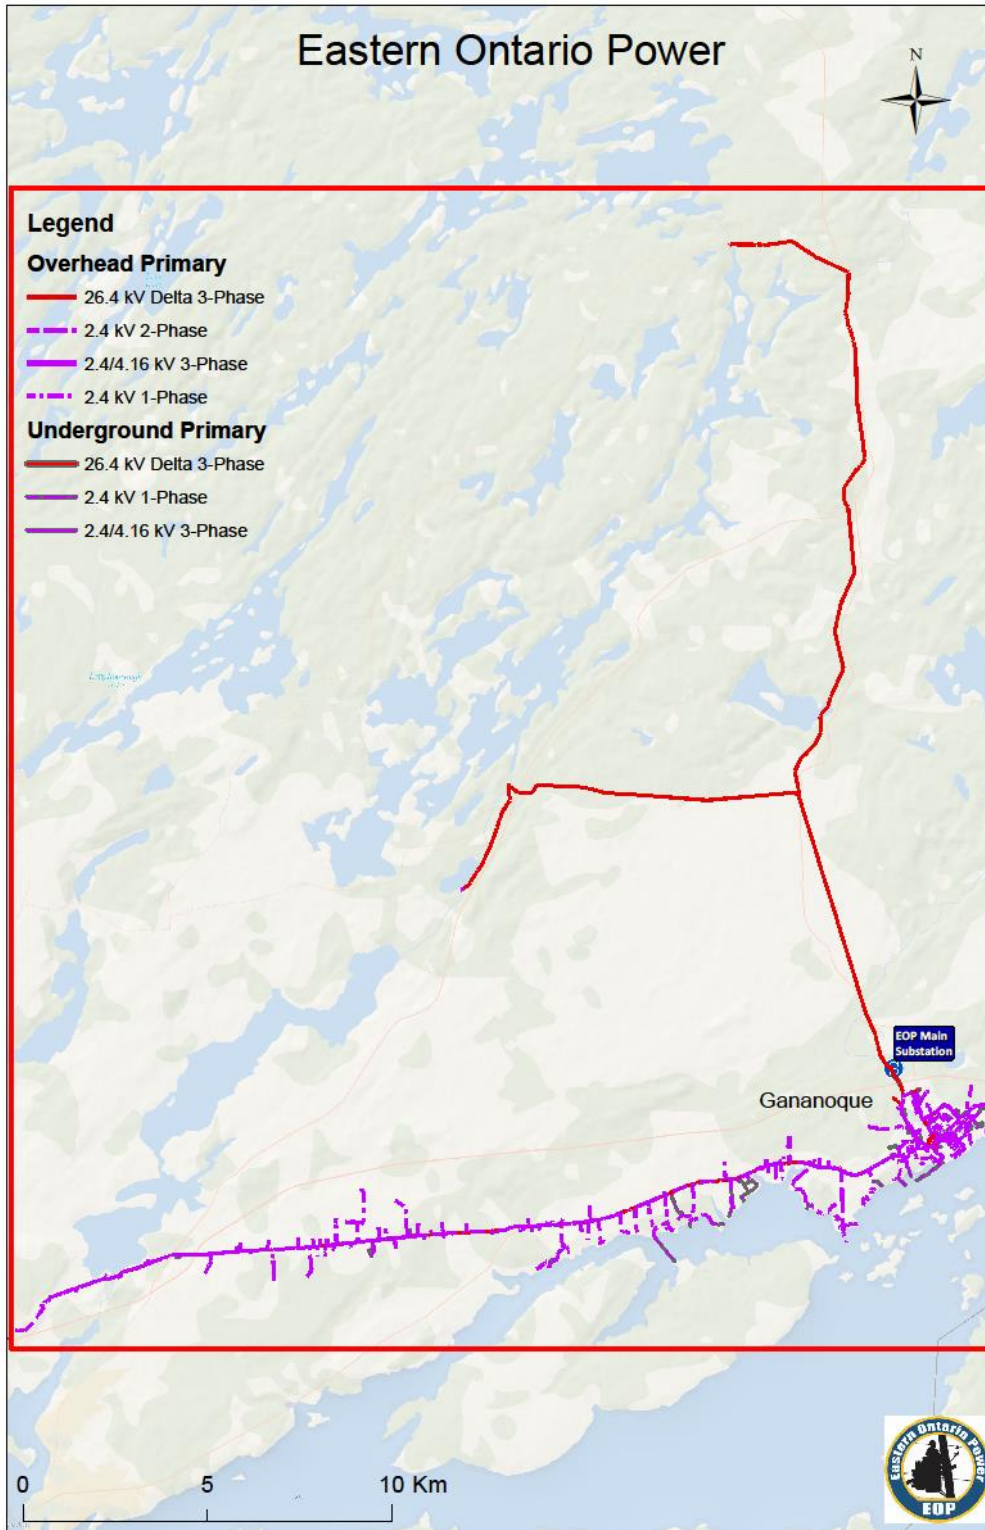 Eastern Ontario Power
N
Legend
Overhead Primary
26.4 kV Delta 3-Phase
2.4 kV 2-Phase
2.4/4.16 kV 3-Phase
2.4 kV 1-Phase
Underground Primary
26.4 kV Delta 3-Phase
2.4 kV 1-Phase
2.4/4.16 kV 3-Phase
EOP Main
Substation
S
Gananoque
0 5 10 Km
Eastern Ontario Power
EOP